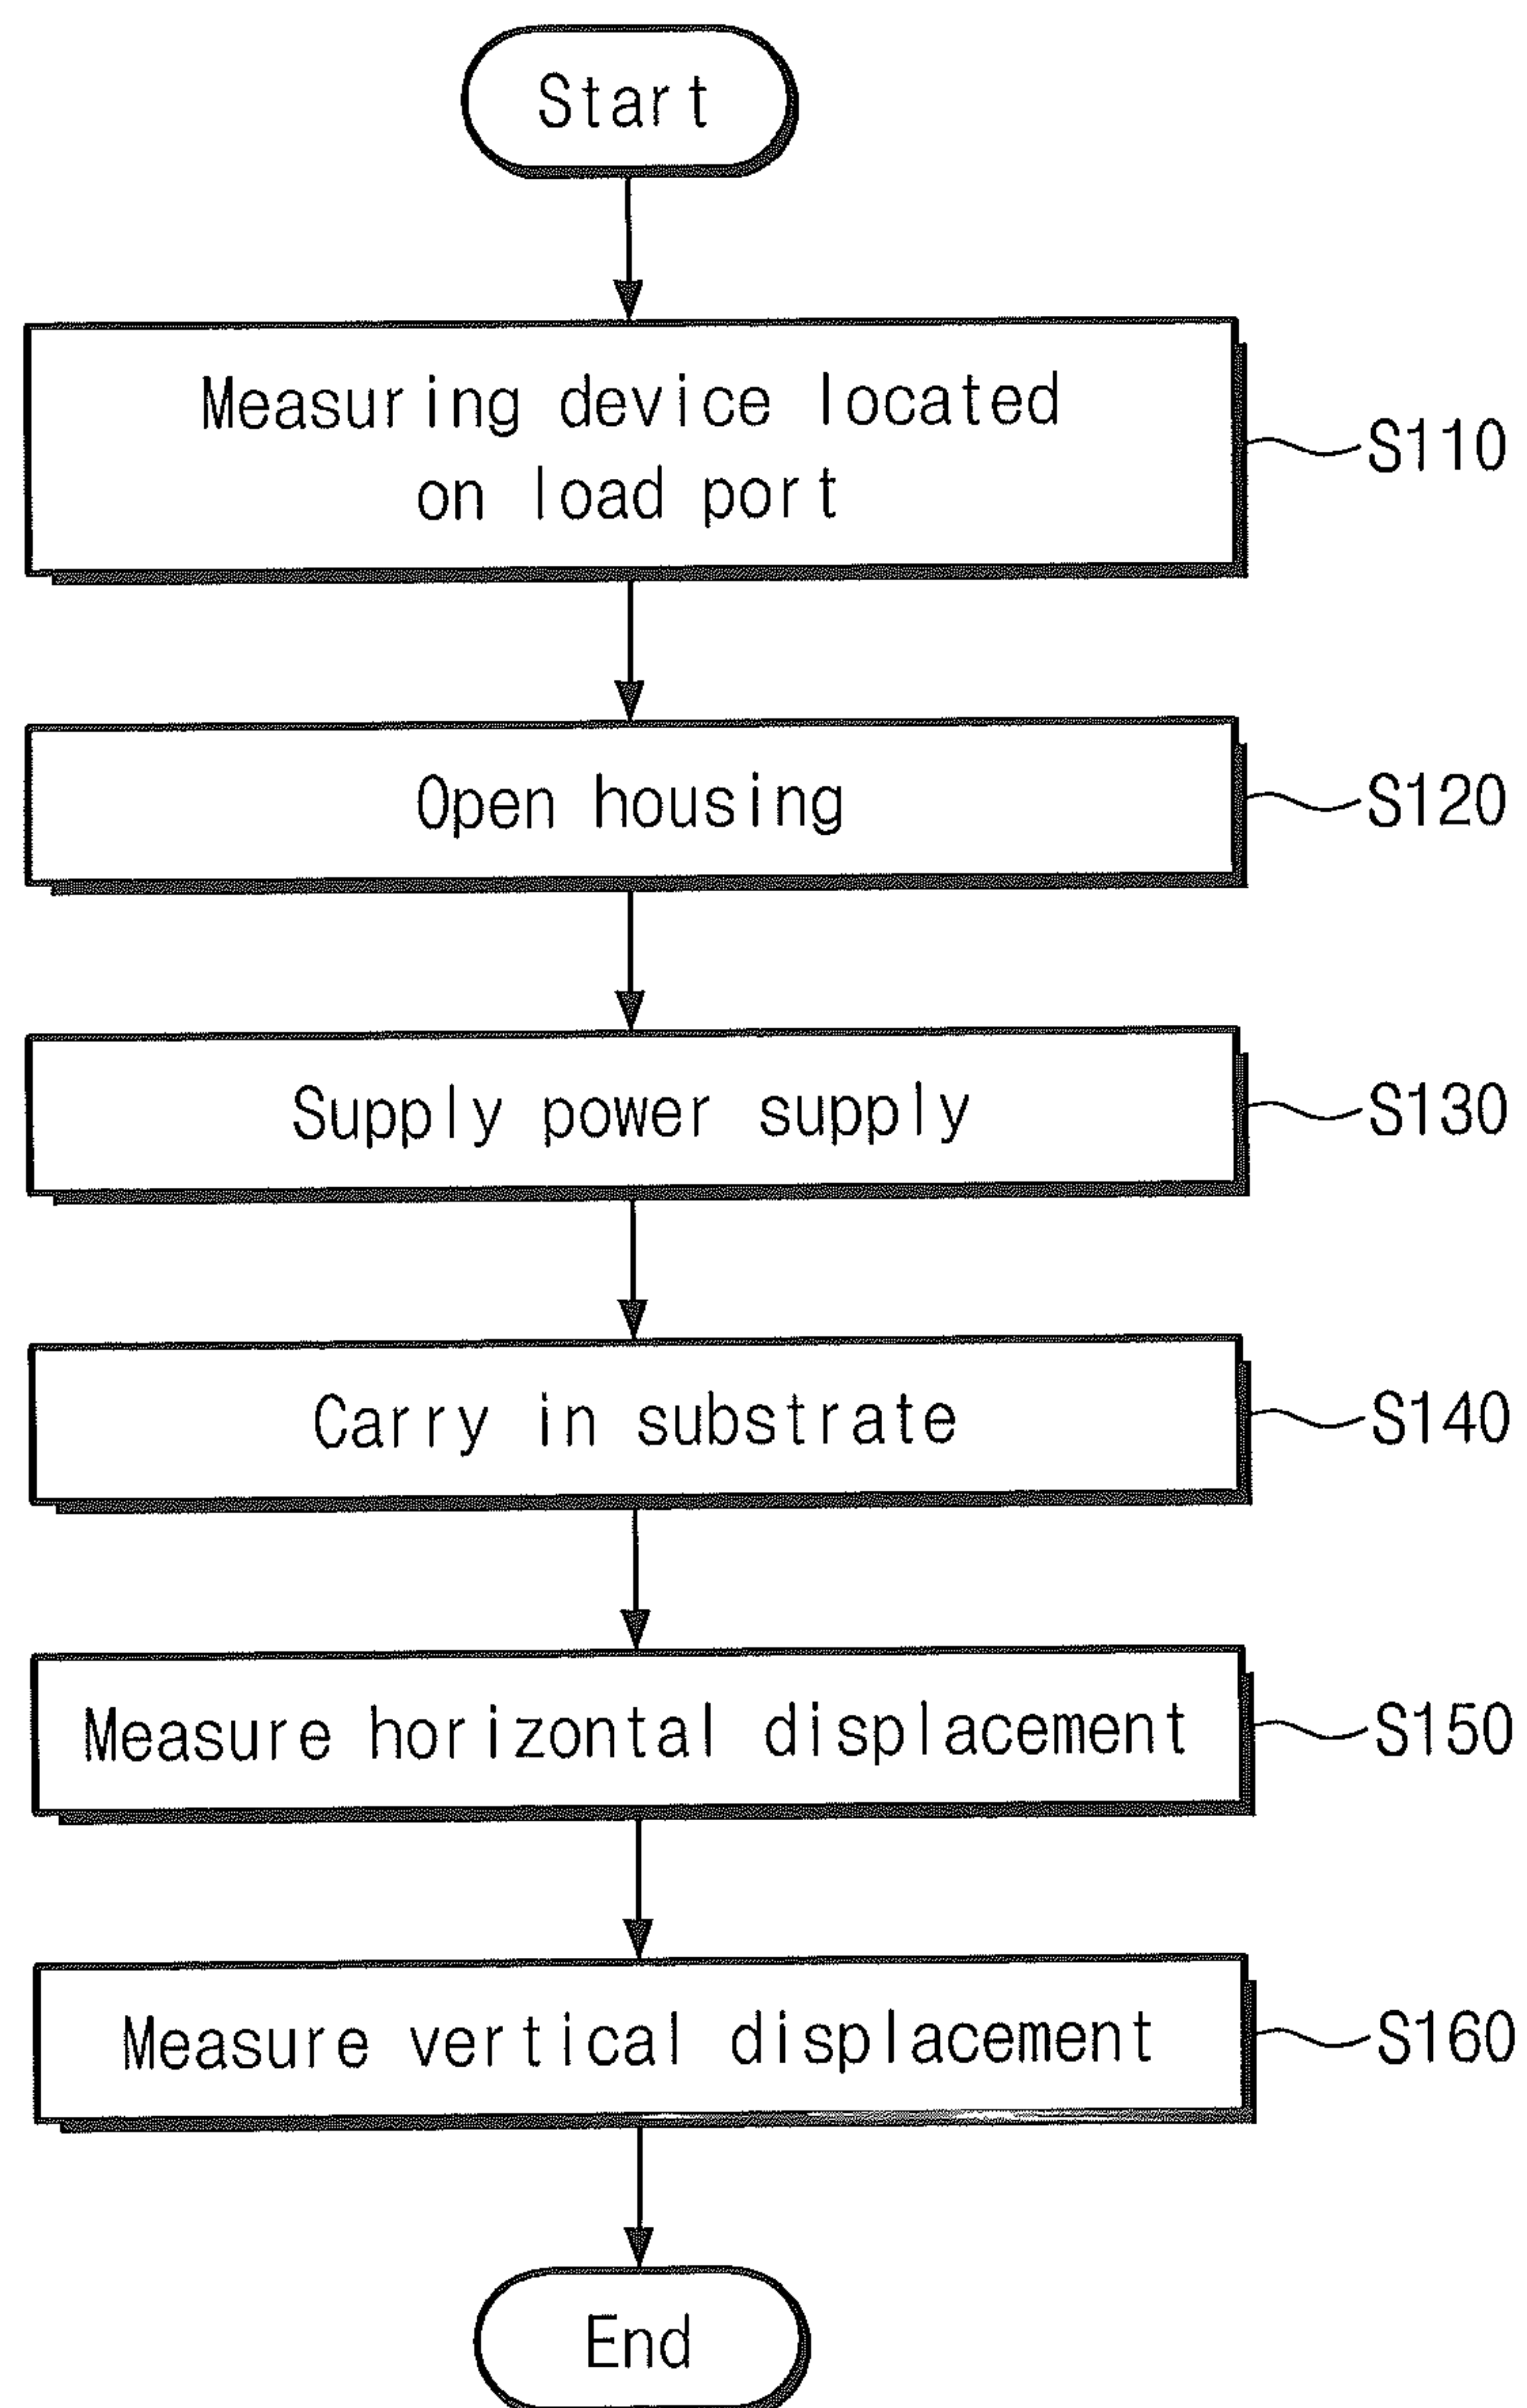 Start
Measuring device located
on load port
S110
Open housing
S120
Supply power supply
S130
Carry in substrate
S140
Measure horizontal displacement
S150
Measure vertical displacement
S160
End